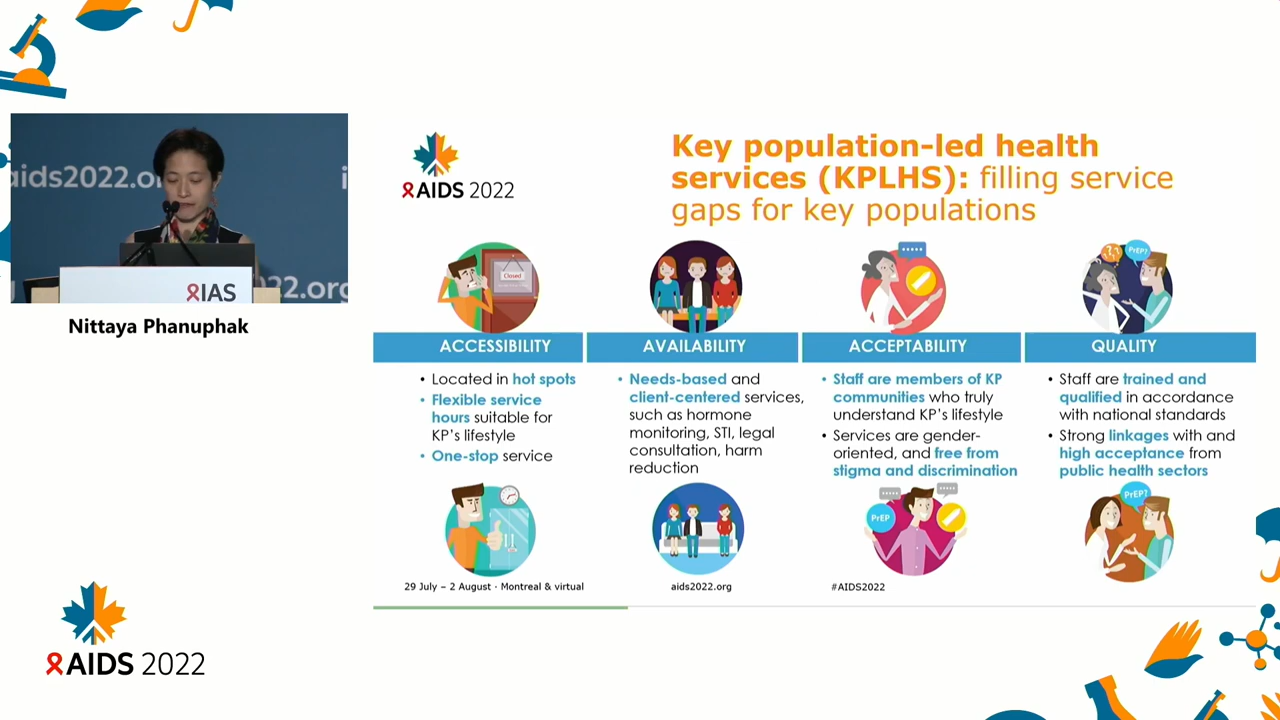 aids2022.or
i
2022.org
IAS
Nittaya Phanuphak
AIDS 2022
Key population-led health
services (KPLHS): filling service
gaps for key populations
Closed
PrEP?
ACCESSIBILITY
• Located in hot spots
• Flexible service
hours suitable for
KP's lifestyle
• One-stop service
AVAILABILITY
• Needs-based and
client-centered services,
such as hormone
monitoring, STI, legal
consultation, harm
reduction
ACCEPTABILITY
• Staff are members of KP
communities who truly
understand KP's lifestyle
• Services are gender-
oriented, and free from
stigma and discrimination
QUALITY
• Staff are trained and
qualified in accordance
with national standards
• Strong linkages with and
high acceptance from
public health sectors
PrEP
PrEP?
29 July – 2 August · Montreal & virtual
aids2022.org
#AIDS2022
AIDS 2022